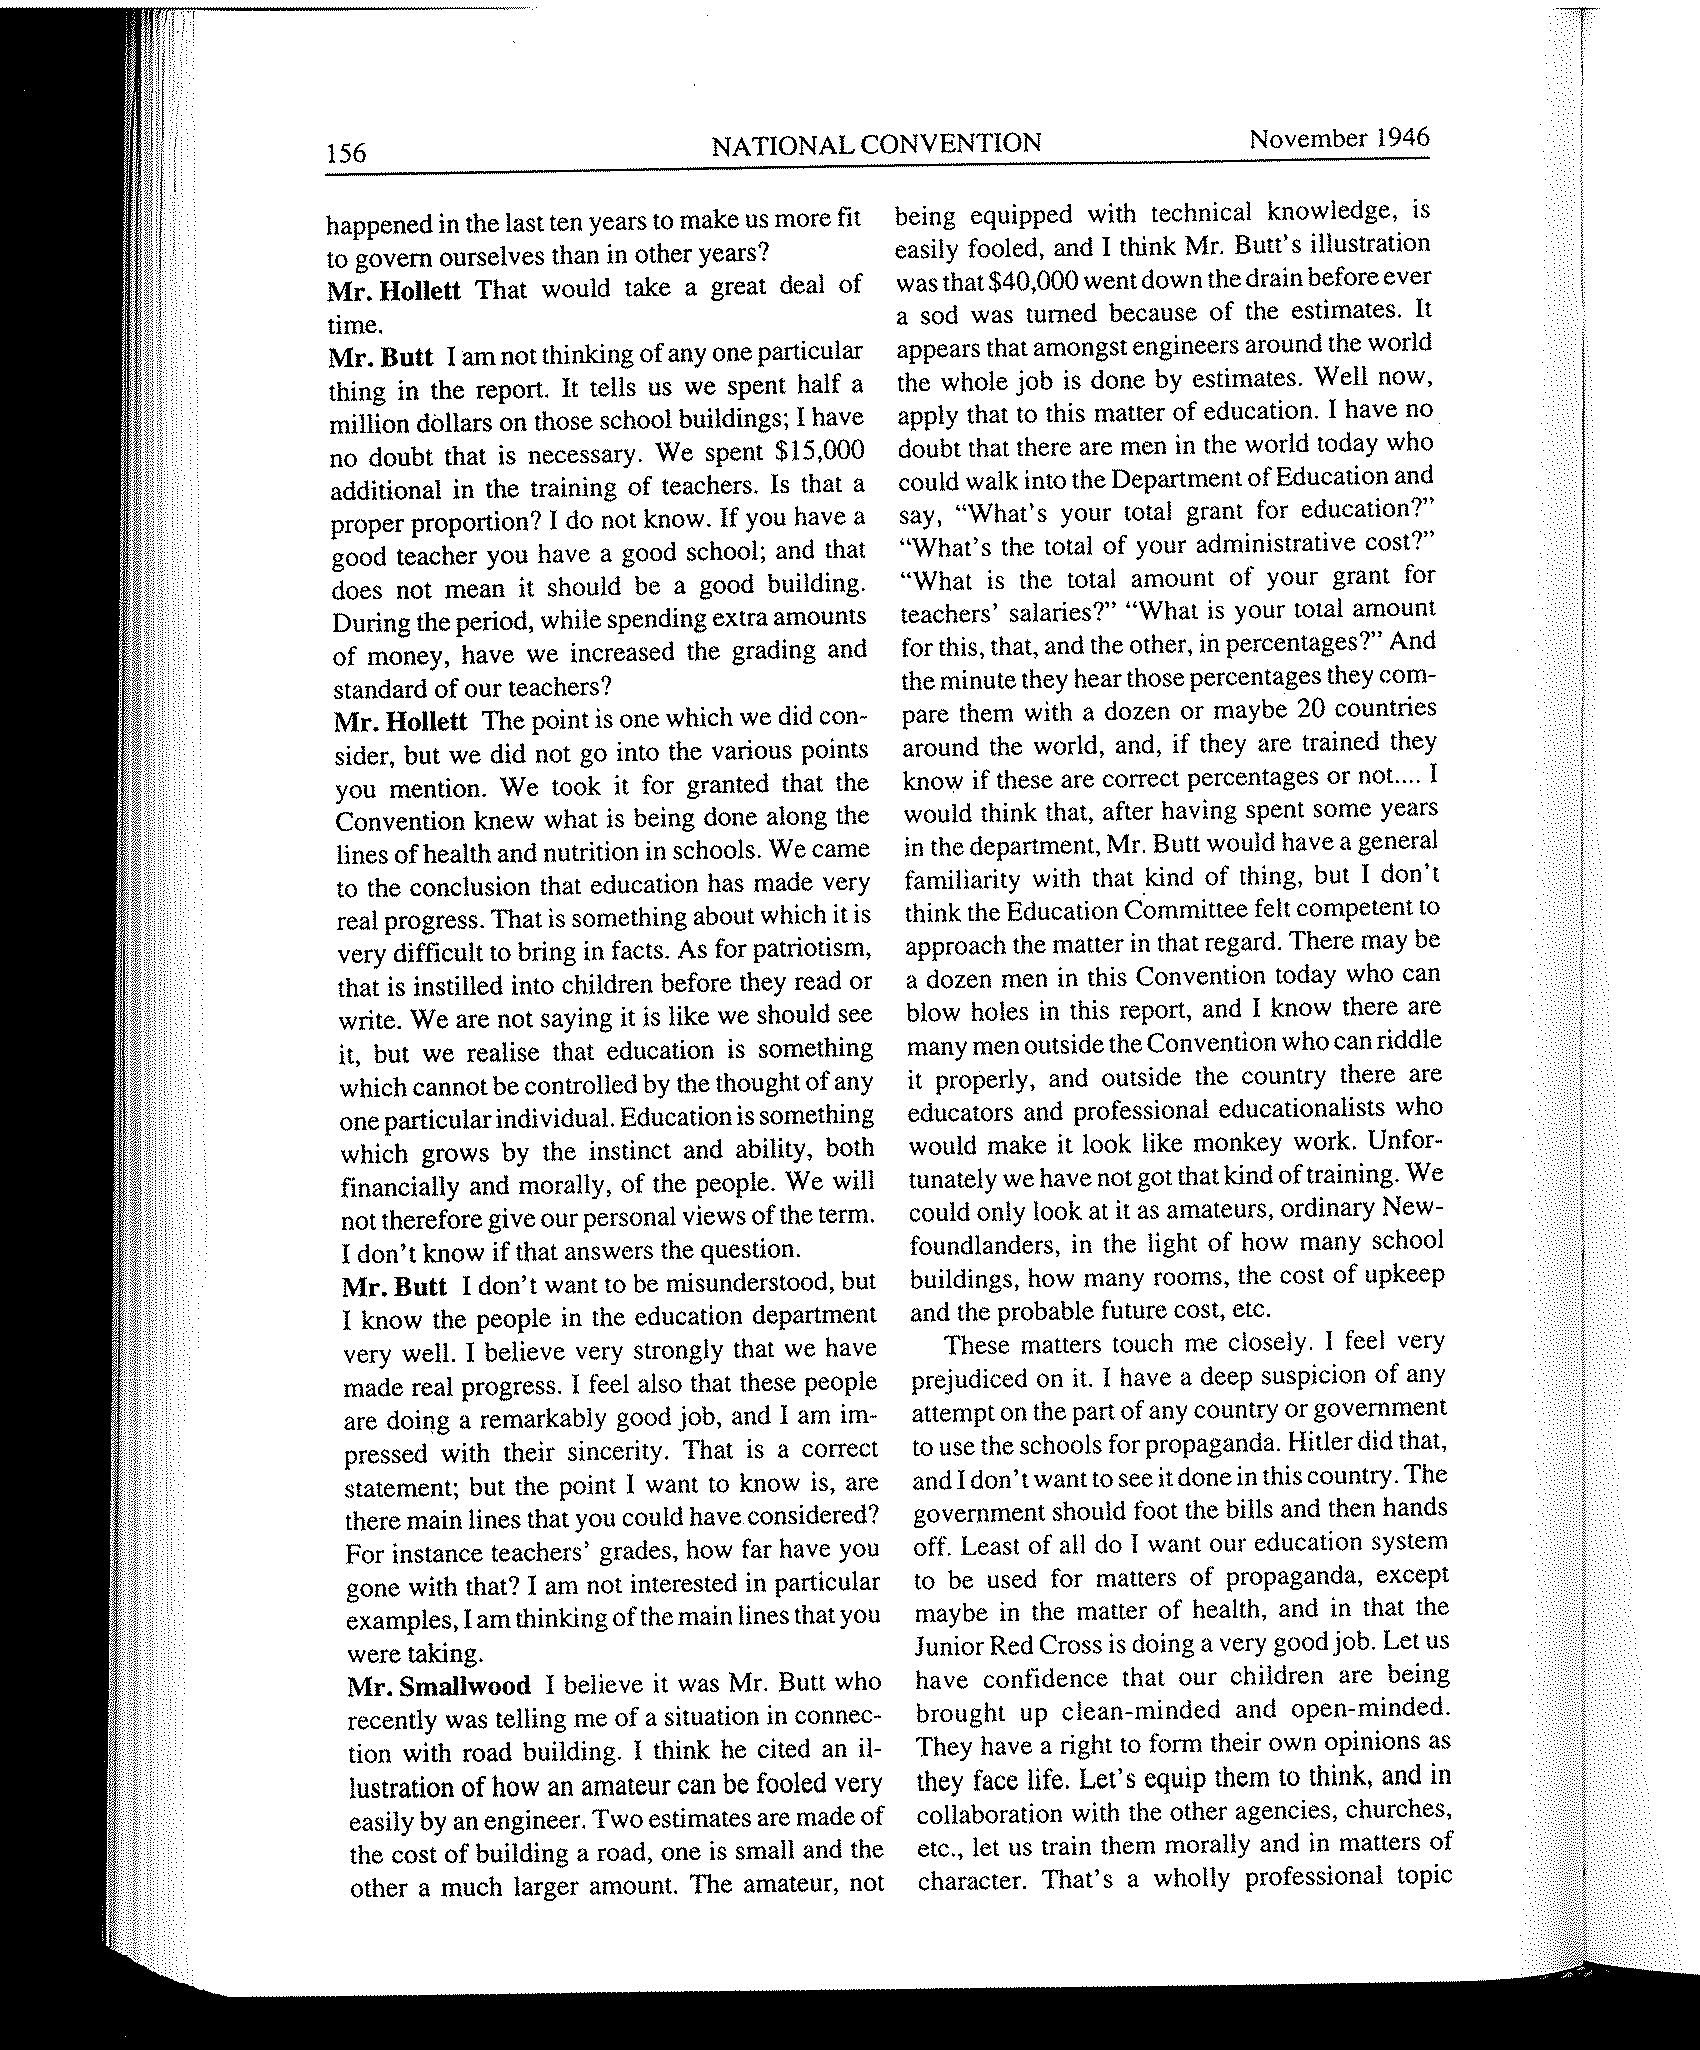 156
NATIONAL CONVENTION
November 1946
happened in the last ten years to make us more fit
to govern ourselves than in other years?
Mr. Hollett That would take a great deal of
time.
Mr. Butt I am not thinking of any one particular
thing in the report. It tells us we spent half a
million dollars on those school buildings; I have
no doubt that is necessary. We spent $15,000
additional in the training of teachers. Is that a
proper proportion? I do not know. If you have a
good teacher you have a good school; and that
does not mean it should be a good building.
During the period, while spending extra amounts
of money, have we increased the grading and
standard of our teachers?
Mr. Hollett The point is one which we did con-
sider, but we did not go into the various points
you mention. We took it for granted that the
Convention knew what is being done along the
lines of health and nutrition in schools. We came
to the conclusion that education has made very
real progress. That is something about which it is
very difficult to bring in facts. As for patriotism,
that is instilled into children before they read or
write. We are not saying it is like we should see
it, but we realise that education is something
which cannot be controlled by the thought of any
one particular individual. Education is something
which grows by the instinct and ability, both
financially and morally, of the people. We will
not therefore give our personal views of the term.
I don't know if that answers the question.
Mr. Butt I don't want to be misunderstood, but
I know the people in the education department
very well. I believe very strongly that we have
made real progress. I feel also that these people
are doing a remarkably good job, and I am im-
pressed with their sincerity. That is a correct
statement; but the point I want to know is, are
there main lines that you could have considered?
For instance teachers' grades, how far have you
gone with that? I am not interested in particular
examples, I am thinking of the main lines that you
were taking.
Mr. Smallwood I believe it was Mr. Butt who
recently was telling me of a situation in connec-
tion with road building. I think he cited an il-
lustration of how an amateur can be fooled very
easily by an engineer. Two estimates are made of
the cost of building a road, one is small and the
other a much larger amount. The amateur, not
being equipped with technical knowledge, is
easily fooled, and I think Mr. Butt's illustration
was that $40,000 went down the drain before ever
a sod was turned because of the estimates. It
appears that amongst engineers around the world
the whole job is done by estimates. Well now,
apply that to this matter of education. I have no
doubt that there are men in the world today who
could walk into the Department of Education and
say, "What's your total grant for education?"
"What's the total of your administrative cost?"
"What is the total amount of your grant for
teachers' salaries?" "What is your total amount
for this, that, and the other, in percentages?" And
the minute they hear those percentages they com-
pare them with a dozen or maybe 20 countries
around the world, and, if they are trained they
know if these are correct percentages or not.... I
would think that, after having spent some years
in the department, Mr. Butt would have a general
familiarity with that kind of thing, but I don't
think the Education Committee felt competent to
approach the matter in that regard. There may be
a dozen men in this Convention today who can
blow holes in this report, and I know there are
many men outside the Convention who can riddle
it properly, and outside the country there are
educators and professional educationalists who
would make it look like monkey work. Unfor-
tunately we have not got that kind of training. We
could only look at it as amateurs, ordinary New-
foundlanders, in the light of how many school
buildings, how many rooms, the cost of upkeep
and the probable future cost, etc.
These matters touch me closely. I feel very
prejudiced on it. I have a deep suspicion of any
attempt on the part of any country or government
to use the schools for propaganda. Hitler did that,
and I don't want to see it done in this country. The
government should foot the bills and then hands
off. Least of all do I want our education system
to be used for matters of propaganda, except
maybe in the matter of health, and in that the
Junior Red Cross is doing a very good job. Let us
have confidence that our children are being
brought up clean-minded and open-minded.
They have a right to form their own opinions as
they face life. Let's equip them to think, and in
collaboration with the other agencies, churches,
etc., let us train them morally and in matters of
character. That's a wholly professional topic